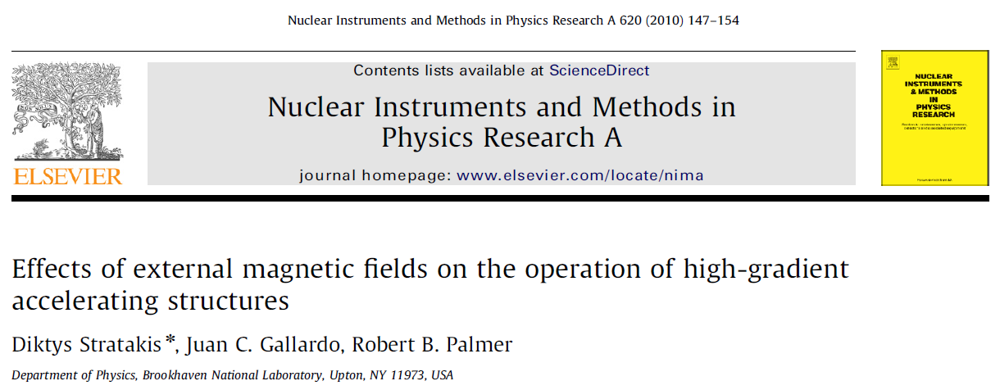 Nuclear Instruments and Methods in Physics Research A 620 (2010) 147–154
Contents lists available at ScienceDirect
Nuclear Instruments and Methods in
Physics Research A
journal homepage: www.elsevier.com/locate/nima
ELSEVIER
NUCLEAR
INSTRUMENTS
& METHODS
IN
PHYSICS
RESEARCH
Effects of external magnetic fields on the operation of high-gradient
accelerating structures
Diktys Stratakis*, Juan C. Gallardo, Robert B. Palmer
Department of Physics, Brookhaven National Laboratory, Upton, NY 11973, USA